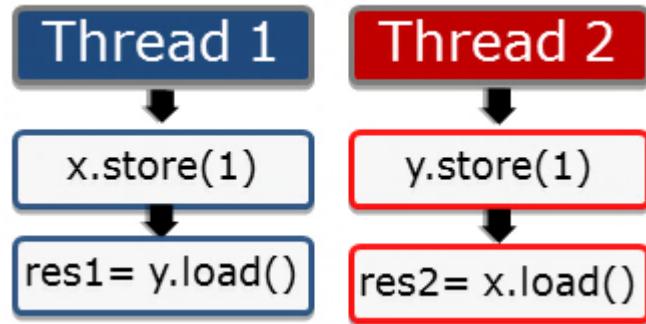 Thread 1
x.store(1)
res1= y.load()
Thread 2
y.store(1)
res2= x.load()